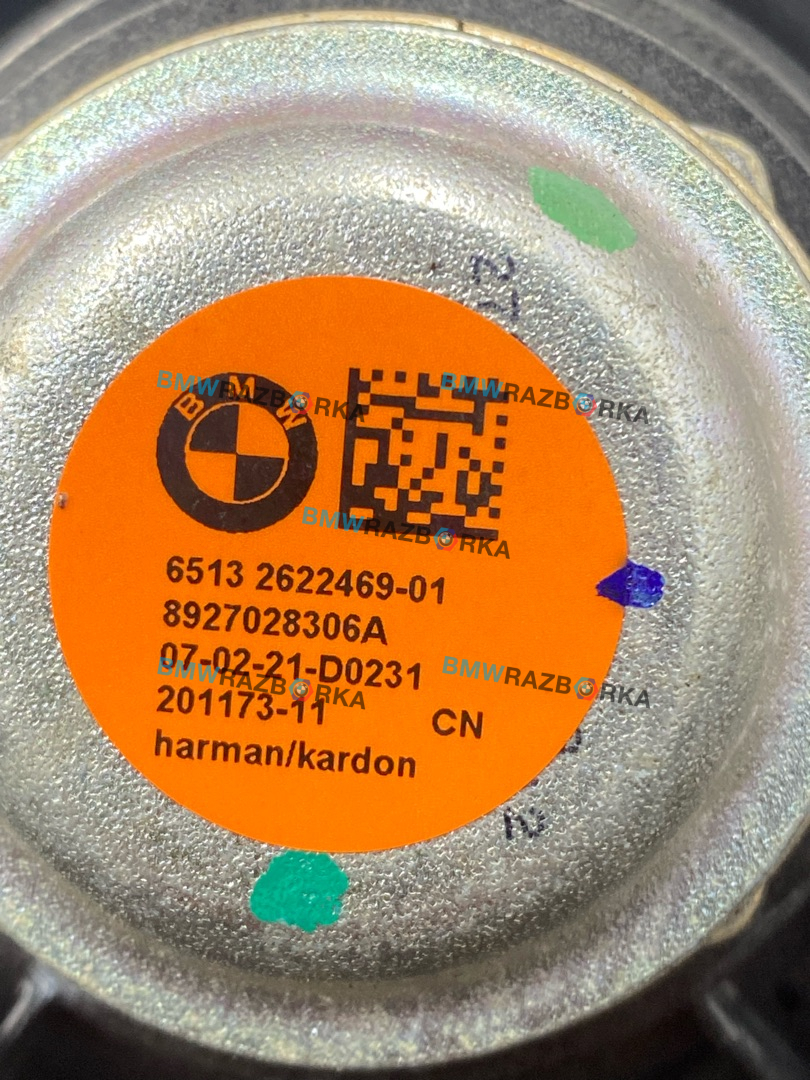 27
BMW
BMWRAZBORKA
BMWRAZBORKA
BMWRAZBORKA
6513 2622469-01
8927028306A
07-02-21-D0231
BMWRAZBORKA
BMWRAZBORKA
201173-11 CN
harman/kardon